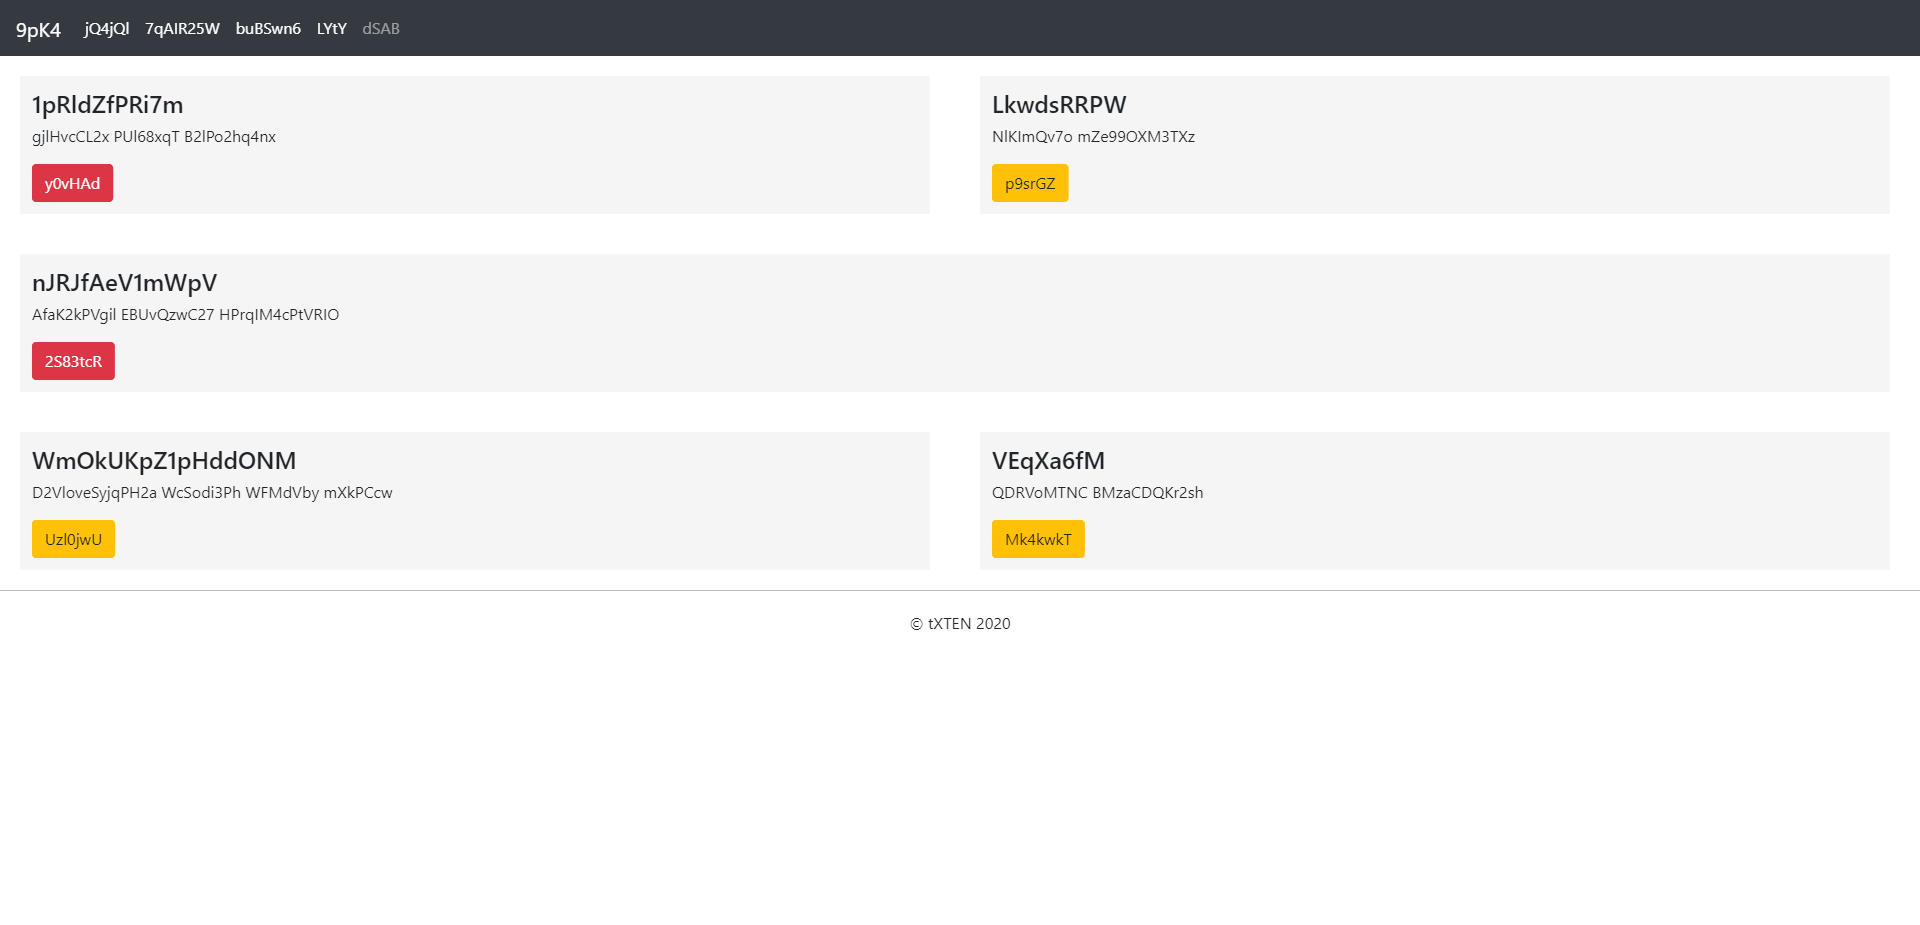 9pK4 jQ4jQl 7qAIR25W buBSwn6 LYtY dSAB
1pRldZfPRi7m
gjlHvcCL2x PUl68xqT B2lPo2hq4nx
y0vHAd
LkwdsRRPW
NlKImQv7o mZe99OXM3TXz
p9srGZ
nJRJfAeV1mWpV
AfaK2kPVgil EBUvQzwC27 HPrqIM4cPtVRIO
2S83tcR
WmOkUKpZ1pHddONM
D2VloveSyjqPH2a WcSodi3Ph WFMdVby mXkPCcw
Uzl0jwU
VEqXa6fM
QDRVoMTNC BMzaCDQKr2sh
Mk4kwkT
© tXTEN 2020